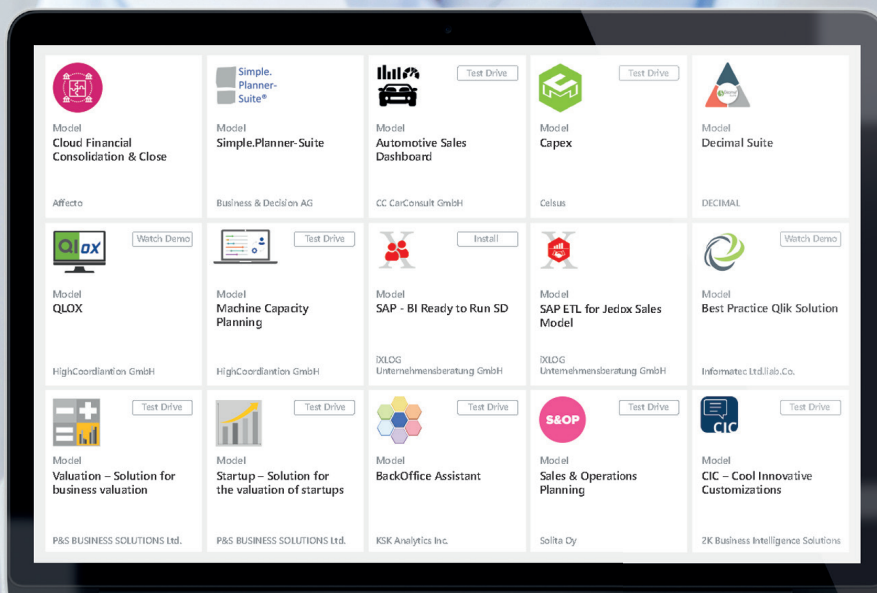 Model
Cloud Financial
Consolidation & Close
Affecto
Simple.
Planner-
Suite®
Model
Simple.Planner-Suite
Business & Decision AG
Test Drive
Model
Automotive Sales
Dashboard
CC CarConsult GmbH
Test Drive
Model
Capex
Celsus
Model
Decimal Suite
DECIMAL
QlOX
Watch Demo
Model
QLOX
HighCoordiantion GmbH
Test Drive
Model
Machine Capacity
Planning
HighCoordiantion GmbH
X
Install
Model
SAP - BI Ready to Run SD
iXLOG
Unternehmensberatung GmbH
X
Model
SAP ETL for Jedox Sales
Model
iXLOG
Unternehmensberatung GmbH
Watch Demo
Model
Best Practice Qlik Solution
Informatec Ltd.liab.Co.
Test Drive
Model
Valuation – Solution for
business valuation
P&S BUSINESS SOLUTIONS Ltd.
Test Drive
Model
Startup – Solution for
the valuation of startups
P&S BUSINESS SOLUTIONS Ltd.
Test Drive
Model
BackOffice Assistant
KSK Analytics Inc.
S&OP
Test Drive
Model
Sales & Operations
Planning
Solita Oy
CIC
Test Drive
Model
CIC – Cool Innovative
Customizations
2K Business Intelligence Solutions